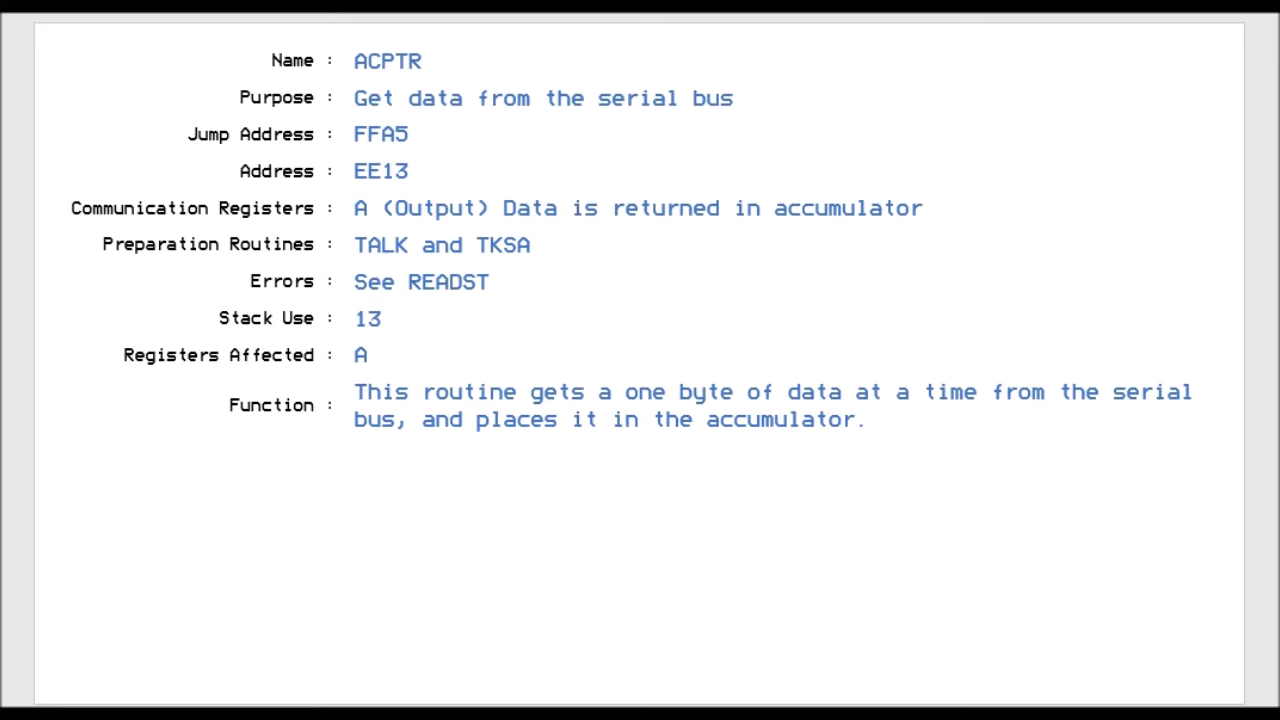 Name : ACPTR
Purpose : Get data from the serial bus
Jump Address : FFA5
Address : EE13
Communication Registers : A (Output) Data is returned in accumulator
Preparation Routines : TALK and TKSA
Errors : See READST
Stack Use : 13
Registers Affected : A
Function : This routine gets a one byte of data at a time from the serial
bus, and places it in the accumulator.